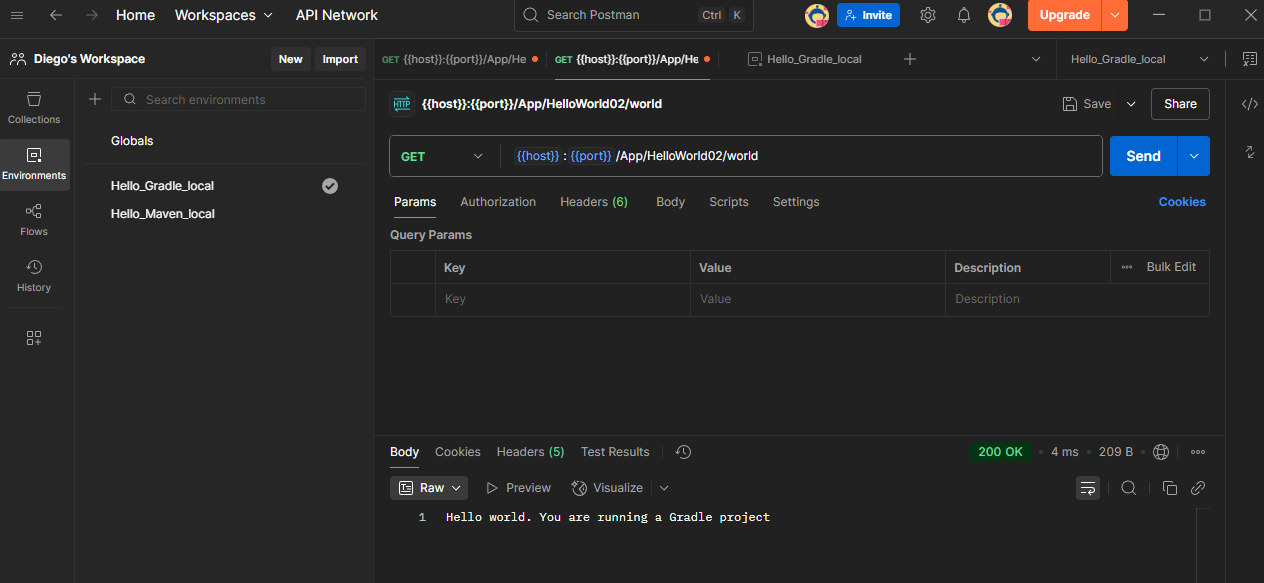 Home Workspaces API Network Search Postman Ctrl K Invite Upgrade
Diego's Workspace New Import GET {{host}}:{{port}}/App/He GET {{host}}:{{port}}/App/He Hello_Gradle_local Hello_Gradle_local
Collections
Environments
Flows
History
Search environments
Globals
Hello_Gradle_local
Hello_Maven_local
HTTP {{host}}:{{port}}/App/HelloWorld02/world Save Share
GET {{host}} : {{port}} /App/HelloWorld02/world Send
Params Authorization Headers (6) Body Scripts Settings Cookies
Query Params
Key Value Description Bulk Edit
Key Value Description
Body Cookies Headers (5) Test Results 200 OK 4 ms 209 B
Raw Preview Visualize
1 Hello world. You are running a Gradle project